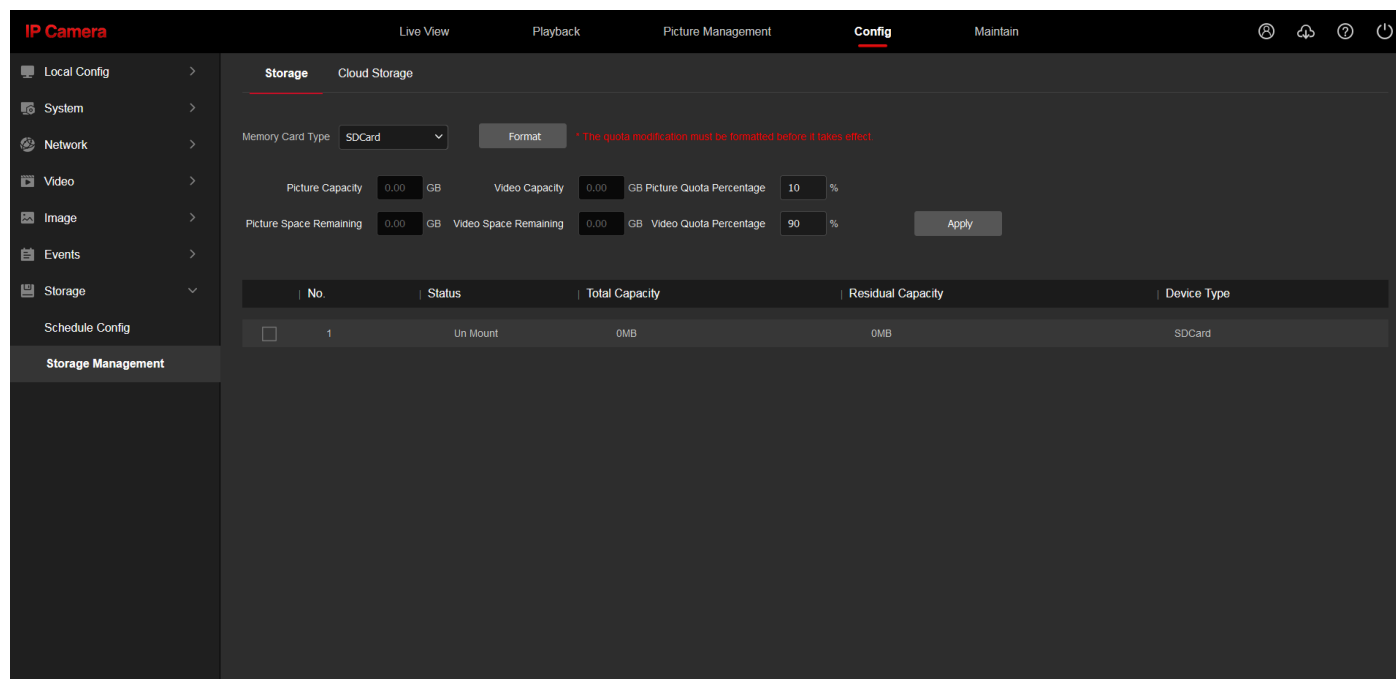 IP Camera Live View Playback Picture Management Config Maintain
Local Config
System
Network
Video
Image
Events
Storage
Schedule Config
Storage Management
Storage Cloud Storage
Memory Card Type SDCard Format * The quota modification must be formatted before it takes effect.
Picture Capacity 0.00 GB Video Capacity 0.00 GB Picture Quota Percentage 10 %
Picture Space Remaining 0.00 GB Video Space Remaining 0.00 GB Video Quota Percentage 90 % Apply
No. Status Total Capacity Residual Capacity Device Type
1 Un Mount 0MB 0MB SDCard